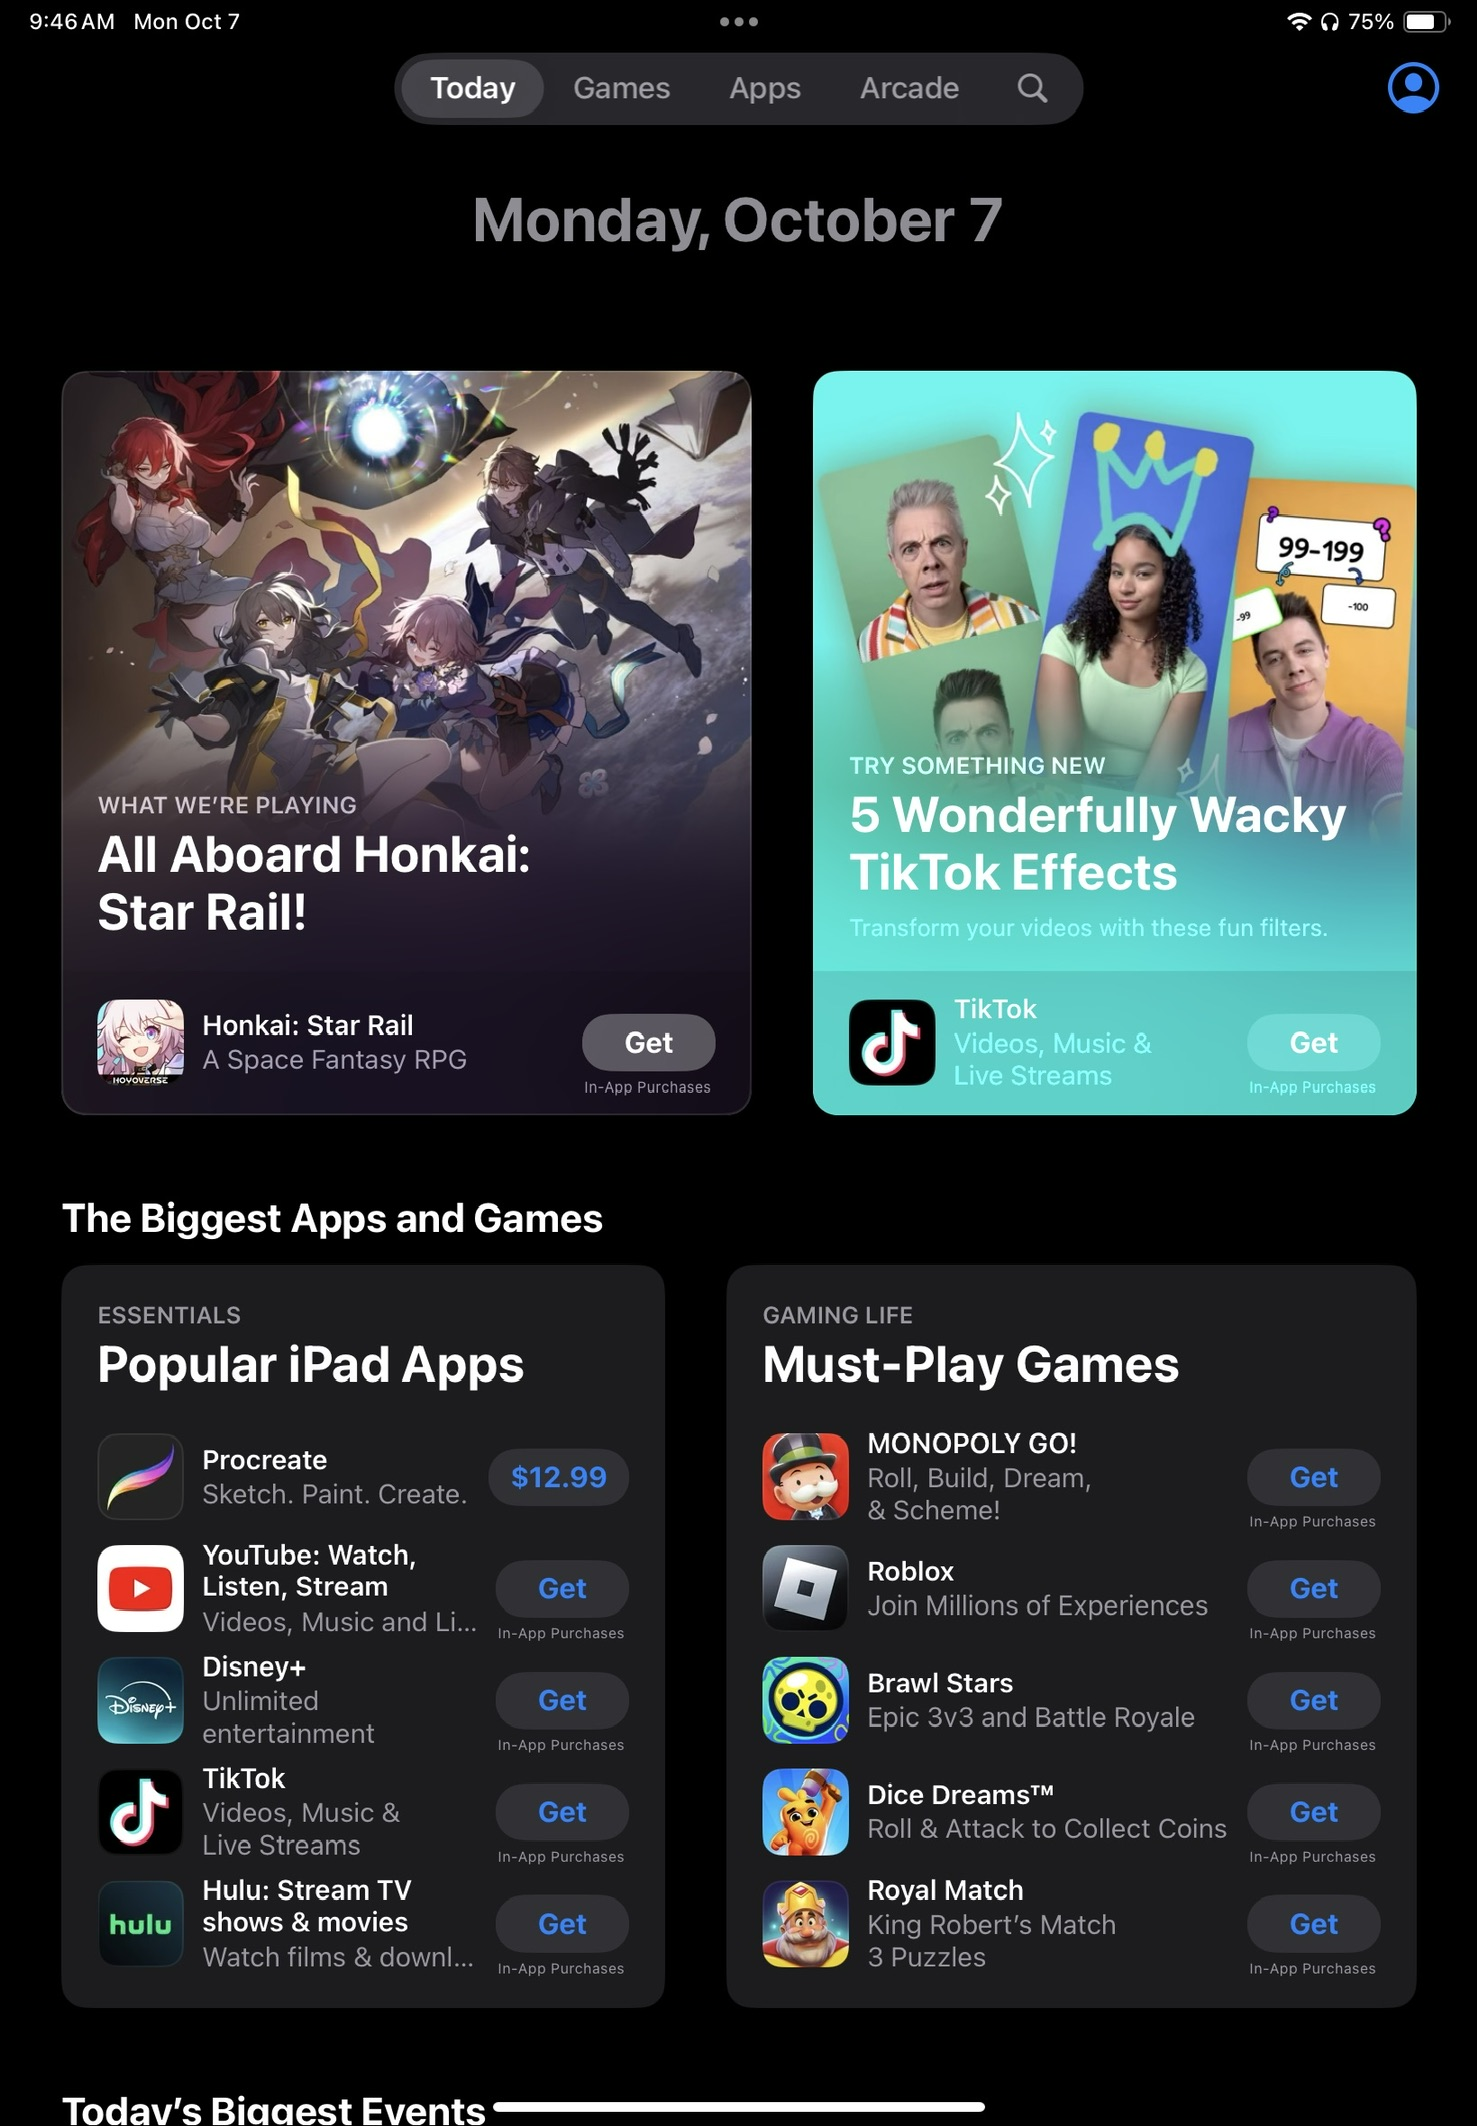 9:46 AM Mon Oct 7
75%
Today Games Apps Arcade
Monday, October 7
99-199
-99
-100
WHAT WE'RE PLAYING
All Aboard Honkai:
Star Rail!
HOYOVERSE
Honkai: Star Rail
A Space Fantasy RPG
Get
In-App Purchases
TRY SOMETHING NEW
5 Wonderfully Wacky
TikTok Effects
Transform your videos with these fun filters.
TikTok
Videos, Music &
Live Streams
Get
In-App Purchases
The Biggest Apps and Games
ESSENTIALS
Popular iPad Apps
Procreate
Sketch. Paint. Create.
$12.99
YouTube: Watch,
Listen, Stream
Videos, Music and Li...
Get
In-App Purchases
Disney+
Disney+
Unlimited
entertainment
Get
In-App Purchases
TikTok
Videos, Music &
Live Streams
Get
In-App Purchases
hulu
Hulu: Stream TV
shows & movies
Watch films & downl...
Get
In-App Purchases
GAMING LIFE
Must-Play Games
MONOPOLY GO!
Roll, Build, Dream,
& Scheme!
Get
In-App Purchases
Roblox
Join Millions of Experiences
Get
In-App Purchases
Brawl Stars
Epic 3v3 and Battle Royale
Get
In-App Purchases
Dice Dreams™
Roll & Attack to Collect Coins
Get
In-App Purchases
Royal Match
King Robert's Match
3 Puzzles
Get
In-App Purchases
Today's Biggest Events